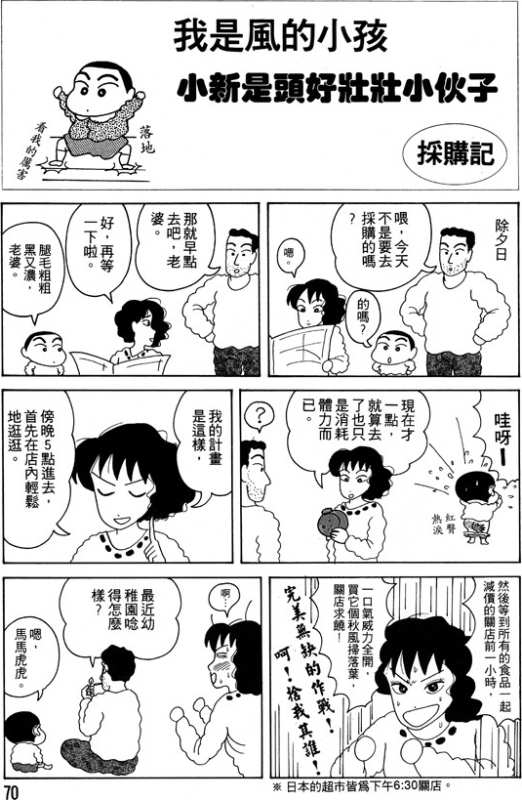 我是風的小孩
小新是頭好壯壯小伙子
採購記
落地
看我的厲害
除夕日
喂，今天
不是要去
採購的嗎
？
嗯。
的嗎？
那就早點
去吧，老
婆。
好，再等
一下啦。
腿毛粗粗
黑又濃，
老婆。
哇呀！
紅臀
熱淚
現在才
一點，
就算去
了也只
是消耗
體力而
已。
？
我的計畫
是這樣，
傍晚5點進去，
首先在店內輕鬆
地逛逛。
然後等到所有的食品一起
減價的關店前一小時，
一口氣威力全開，
買它個秋風掃落葉，
關店求饒！
完美無缺的作戰！
呵！捨我其誰！
啊…
最近幼
稚園唸
得怎麼
樣？
嗯，
馬馬虎虎。
※日本的超市皆為下午6:30關店。
70